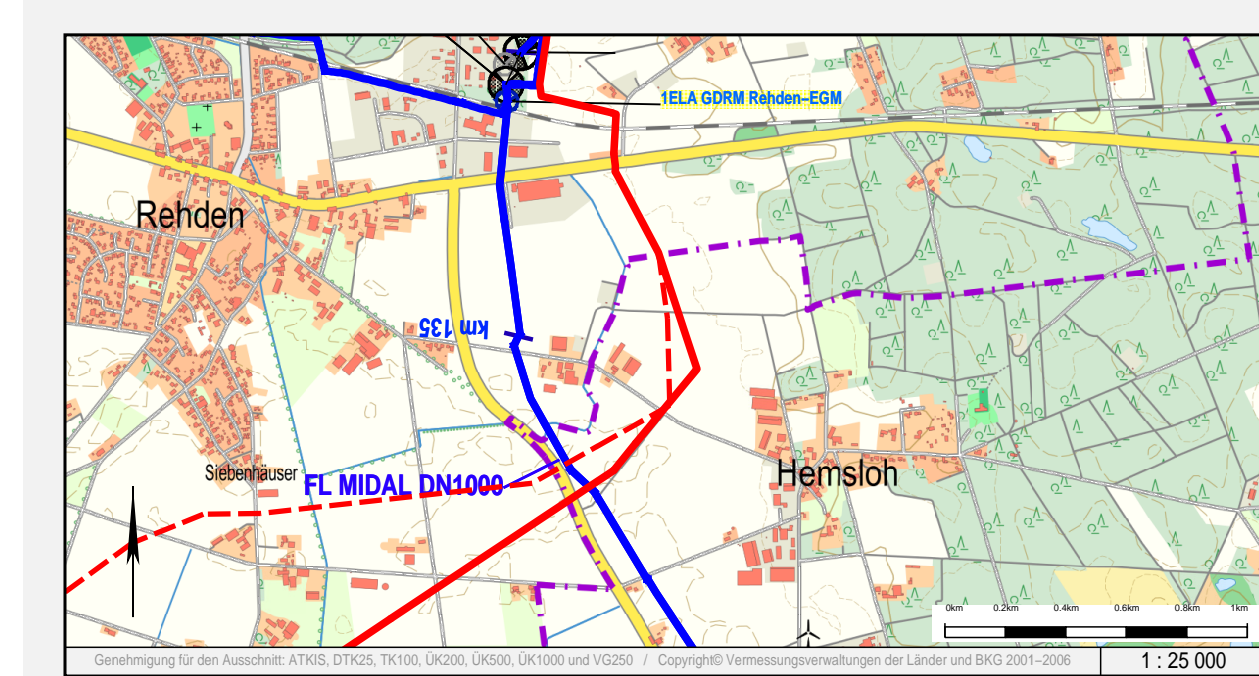 1ELA GDRM Rehden–EGM
Rehden
km 135
Siebenhäuser
FL MIDAL DN1000
Hemsloh
0km 0.2km 0.4km 0.6km 0.8km 1km
Genehmigung für den Ausschnitt: ATKIS, DTK25, TK100, ÜK200, ÜK500, ÜK1000 und VG250 / Copyright© Vermessungsverwaltungen der Länder und BKG 2001–2006
1 : 25 000